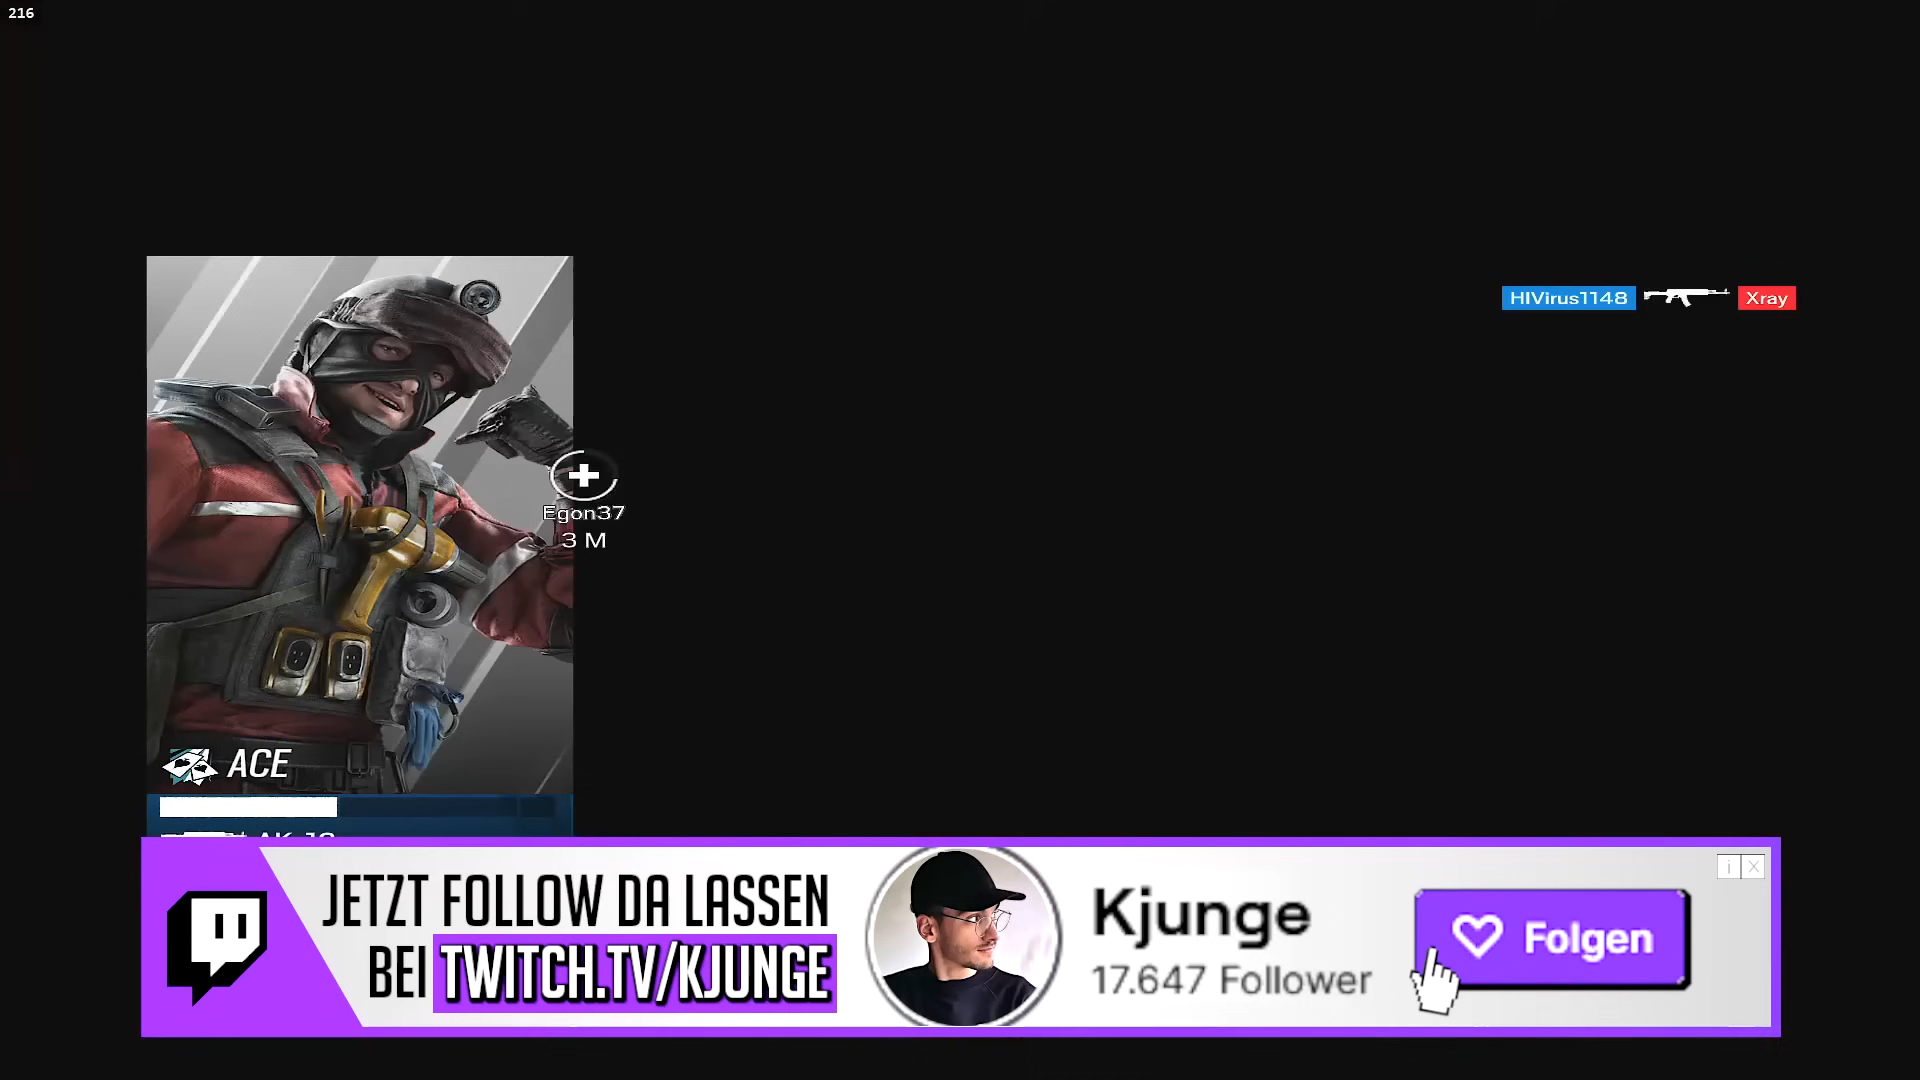 216
HIVirus1148 Xray
Egon37
3 M
ACE
JETZT FOLLOW DA LASSEN
BEI TWITCH.TV/KJUNGE
Kjunge
17.647 Follower
Folgen
i X